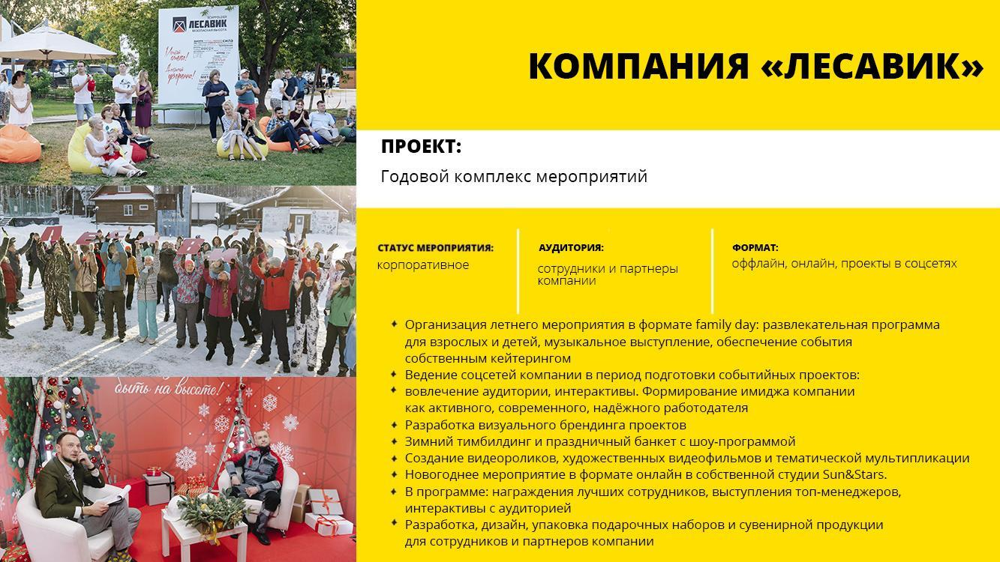 SCAFFOLDER
ЛЕСАВИК
БЕЗОПАСНАЯ ВЫСОТА
быть на высоте!
КОМПАНИЯ «ЛЕСАВИК»
ПРОЕКТ:
Годовой комплекс мероприятий
СТАТУС МЕРОПРИЯТИЯ:
корпоративное
АУДИТОРИЯ:
сотрудники и партнеры
компании
ФОРМАТ:
оффлайн, онлайн, проекты в соцсетях
Организация летнего мероприятия в формате family day: развлекательная программа
для взрослых и детей, музыкальное выступление, обеспечение события
собственным кейтерингом
Ведение соцсетей компании в период подготовки событийных проектов:
вовлечение аудитории, интерактивы. Формирование имиджа компании
как активного, современного, надёжного работодателя
Разработка визуального брендинга проектов
Зимний тимбилдинг и праздничный банкет с шоу-программой
Создание видеороликов, художественных видеофильмов и тематической мультипликации
Новогоднее мероприятие в формате онлайн в собственной студии Sun&Stars.
В программе: награждения лучших сотрудников, выступления топ-менеджеров,
интерактивы с аудиторией
Разработка, дизайн, упаковка подарочных наборов и сувенирной продукции
для сотрудников и партнеров компании